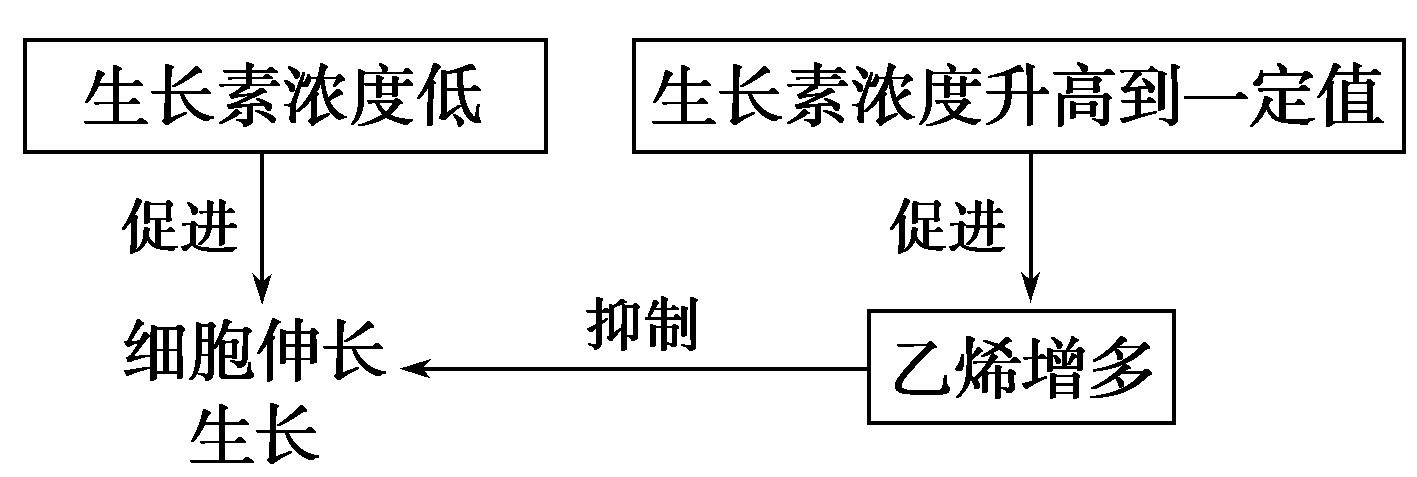 生长素浓度低
生长素浓度升高到一定值
促进
促进
抑制
细胞伸长
生长
乙烯增多